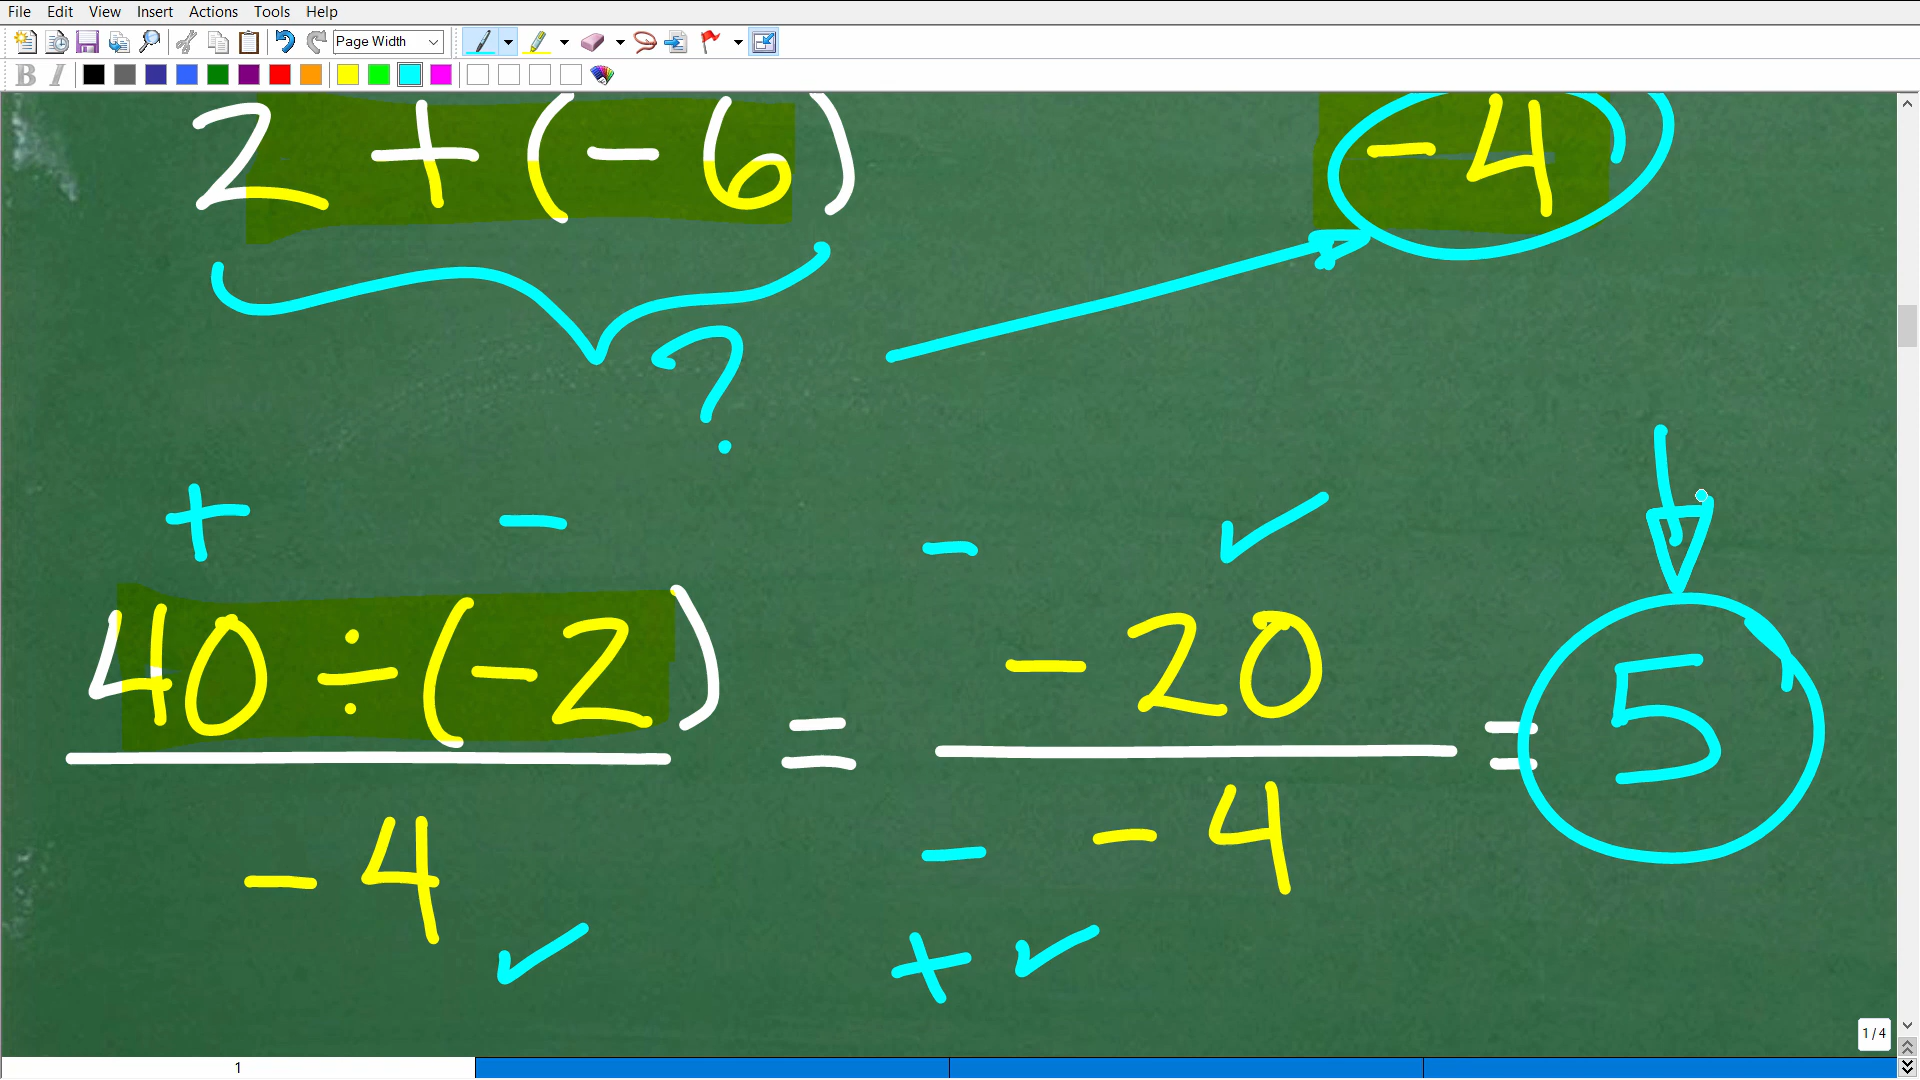 File Edit View Insert Actions Tools Help
Page Width
B I
2 + (-6) -4
?
+ - - ✓
40 ÷ (-2) = -20 = 5
-4 - -4
✓ + ✓
1 / 4
1